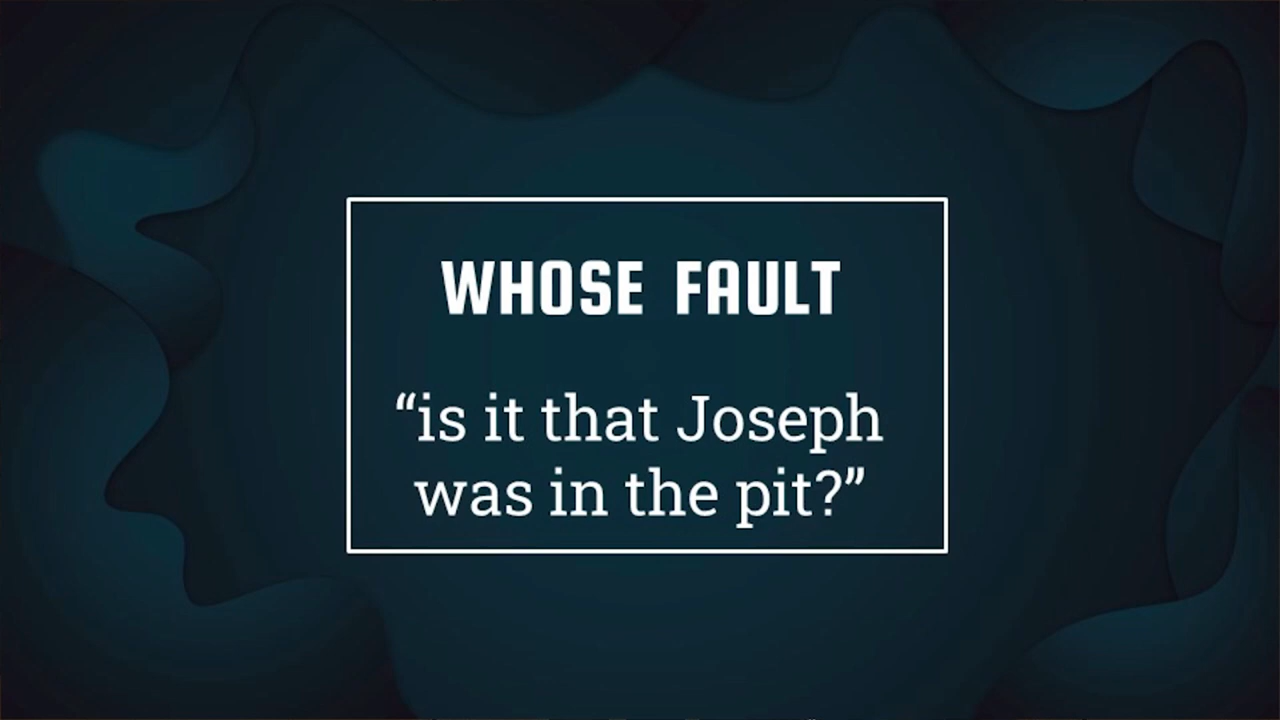 WHOSE FAULT
“is it that Joseph
was in the pit?”